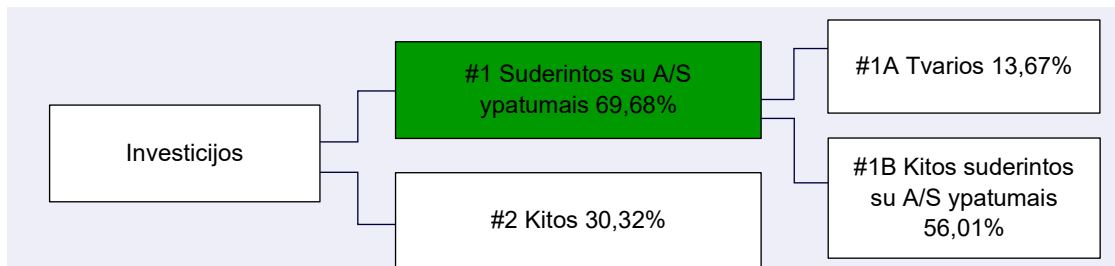 Investicijos
#1 Suderintos su A/S
ypatumais 69,68%
#2 Kitos 30,32%
#1A Tvarios 13,67%
#1B Kitos suderintos
su A/S ypatumais
56,01%